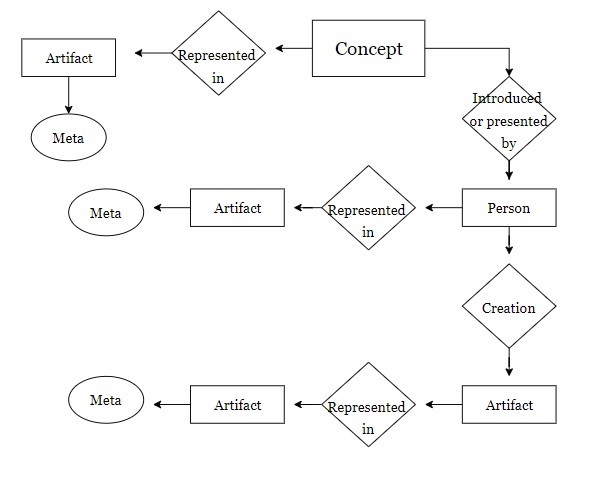 Concept
Artifact
Represented
in
Introduced
or presented
by
Meta
Meta
Artifact
Represented
in
Person
Creation
Meta
Artifact
Represented
in
Artifact